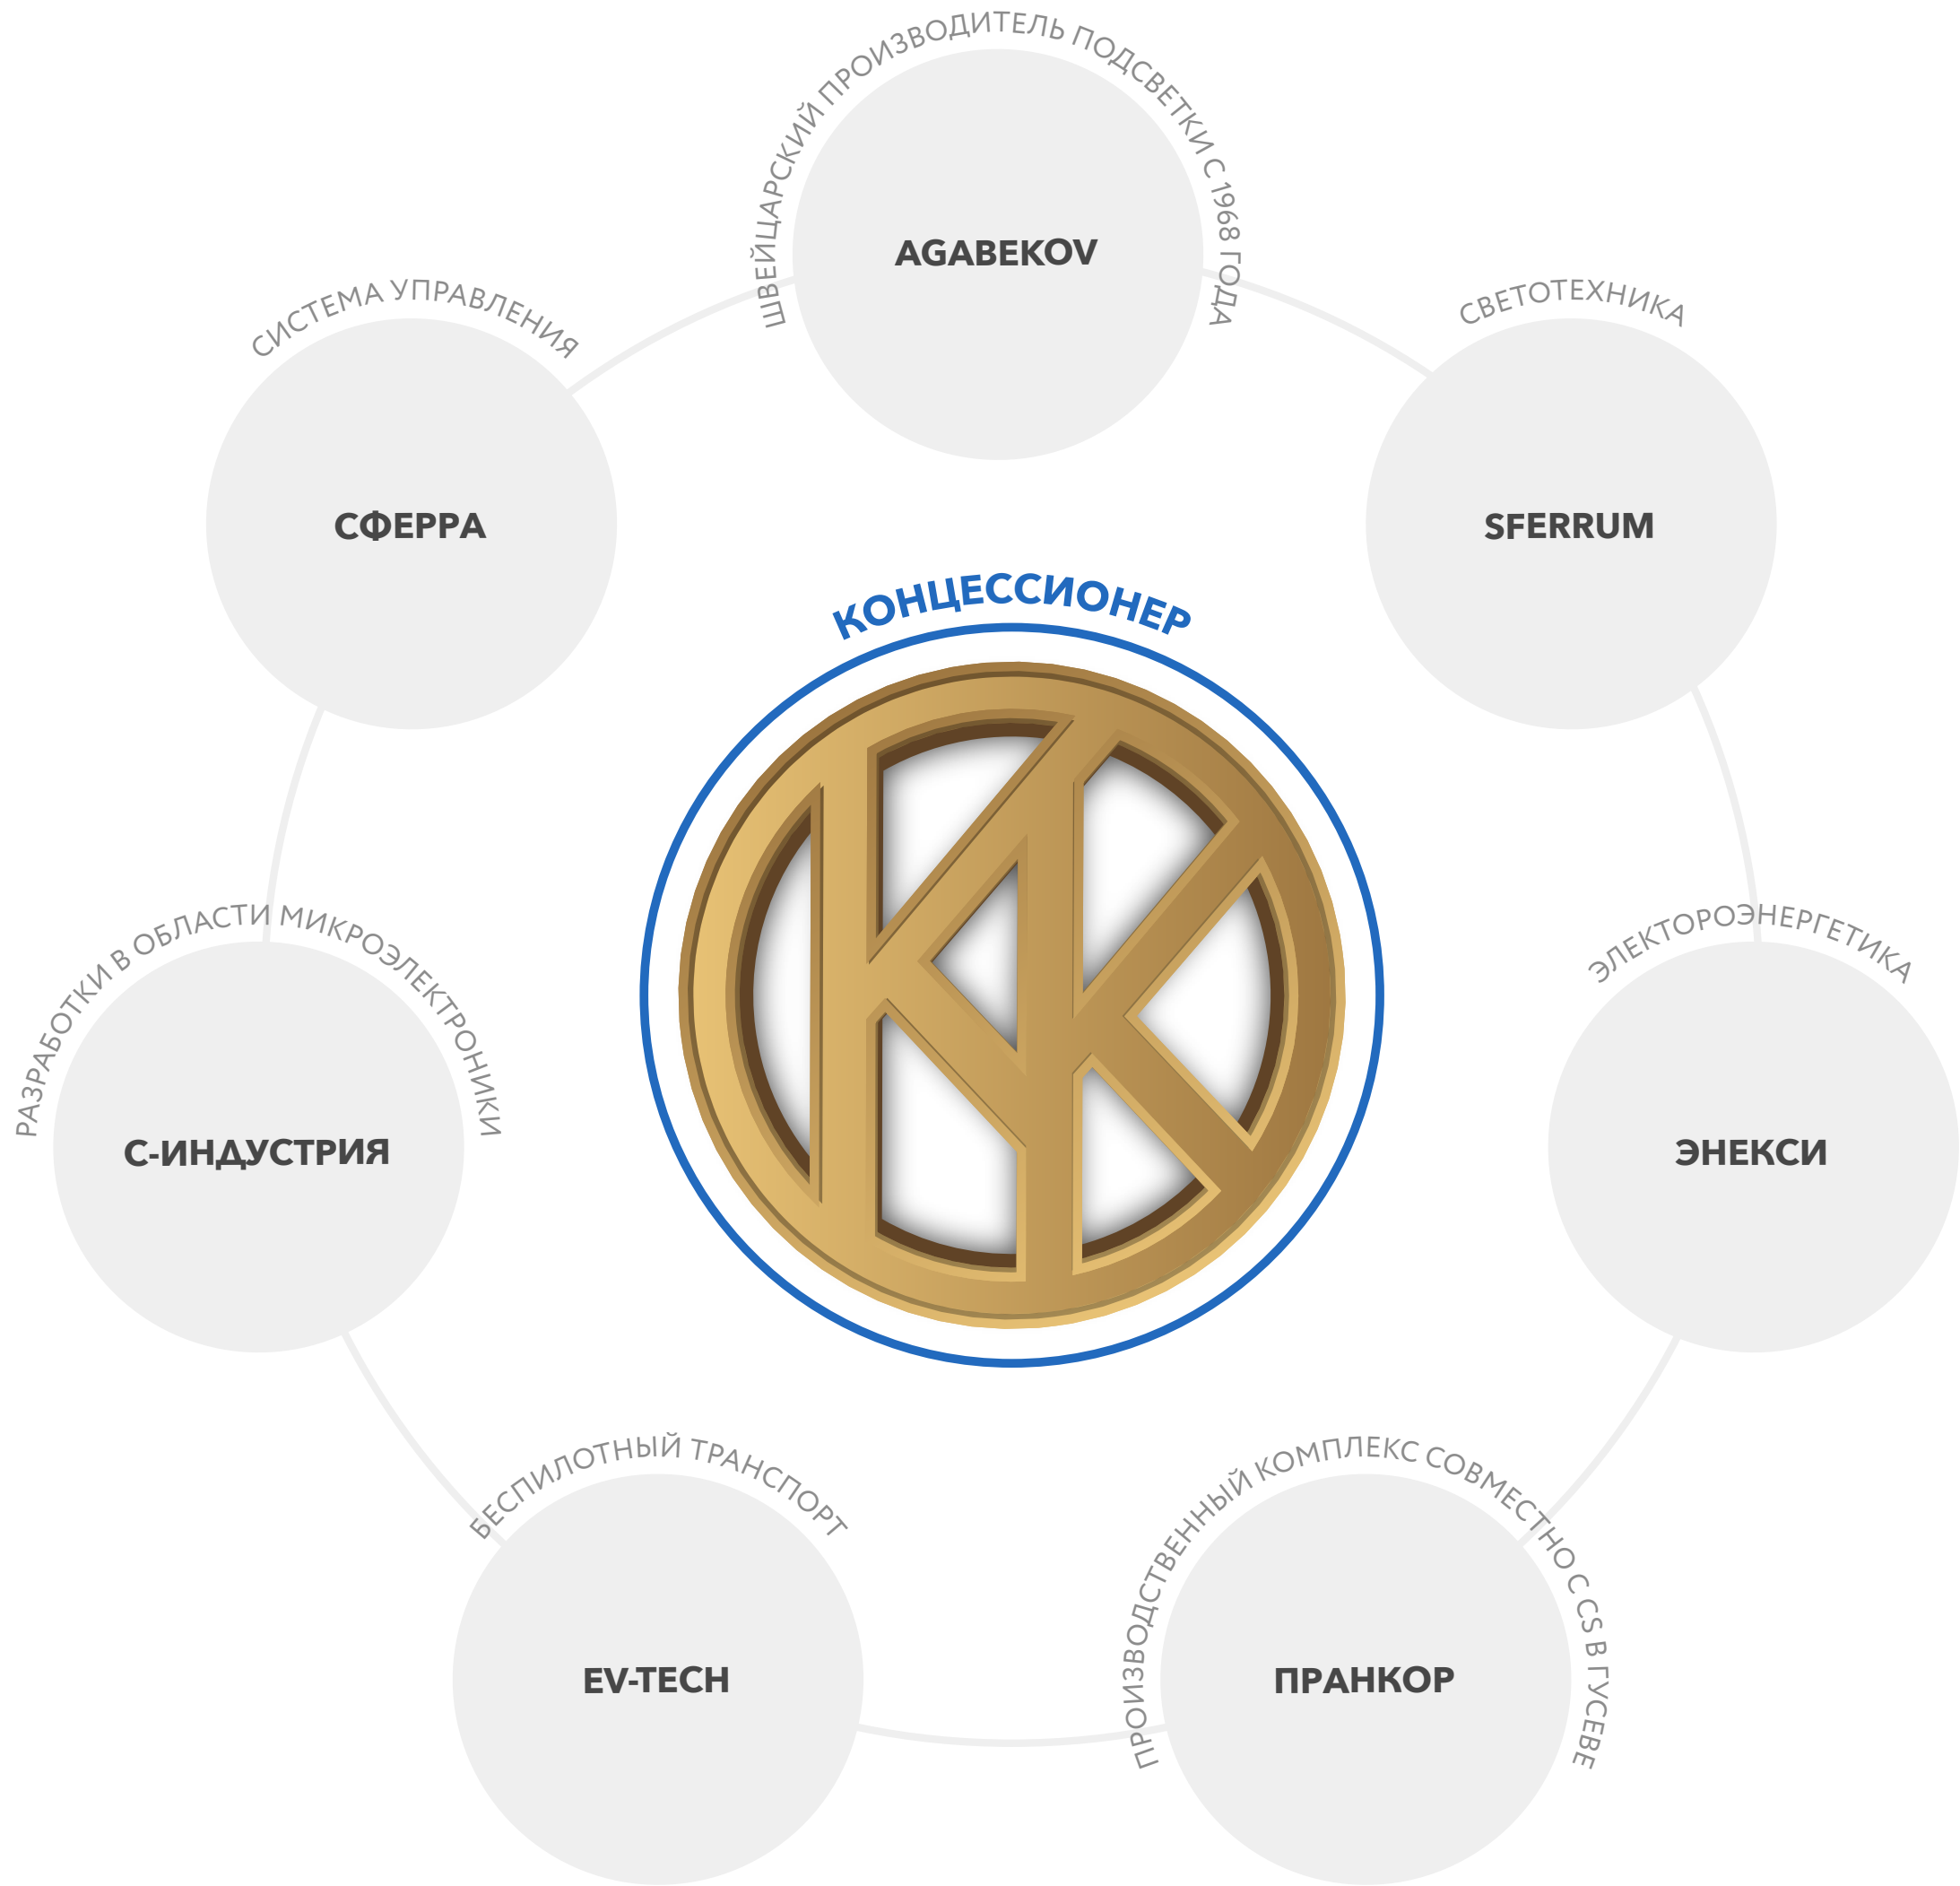 ШВЕЙЦАРСКИЙ ПРОИЗВОДИТЕЛЬ ПОДСВЕТКИ С 1968 ГОДА
AGABEKOV
СИСТЕМА УПРАВЛЕНИЯ
СФЕРРА
СВЕТОТЕХНИКА
SFERRUM
КОНЦЕССИОНЕР
КК
РАЗРАБОТКИ В ОБЛАСТИ МИКРОЭЛЕКТРОНИКИ
С-ИНДУСТРИЯ
ЭЛЕКТОРОЭНЕРГЕТИКА
ЭНЕКСИ
БЕСПИЛОТНЫЙ ТРАНСПОРТ
EV-TECH
ПРОИЗВОДСТВЕННЫЙ КОМПЛЕКС СОВМЕСТНО С CS В ГУСЕВЕ
ПРАНКОР